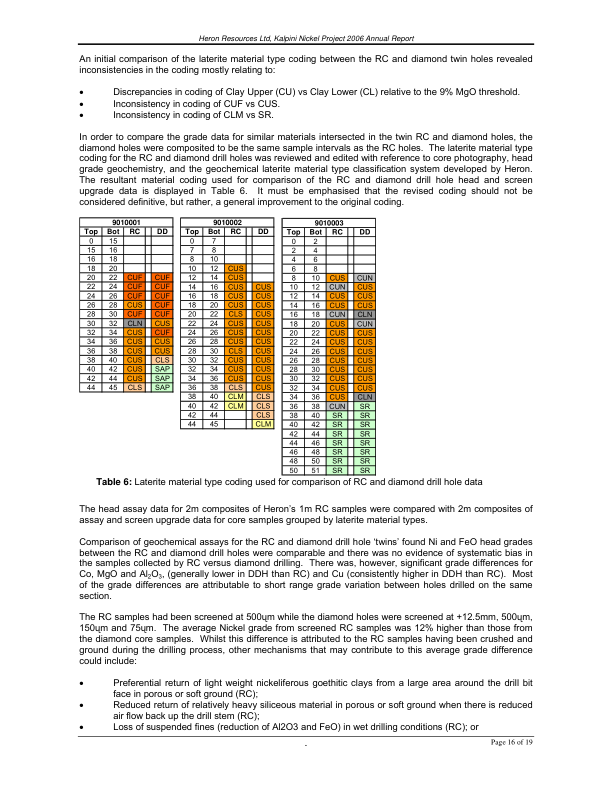 Heron Resources Ltd, Kalpini Nickel Project 2006 Annual Report
An initial comparison of the laterite material type coding between the RC and diamond twin holes revealed
inconsistencies in the coding mostly relating to:
• Discrepancies in coding of Clay Upper (CU) vs Clay Lower (CL) relative to the 9% MgO threshold.
• Inconsistency in coding of CUF vs CUS.
• Inconsistency in coding of CLM vs SR.
In order to compare the grade data for similar materials intersected in the twin RC and diamond holes, the
diamond holes were composited to be the same sample intervals as the RC holes. The laterite material type
coding for the RC and diamond drill holes was reviewed and edited with reference to core photography, head
grade geochemistry, and the geochemical laterite material type classification system developed by Heron.
The resultant material coding used for comparison of the RC and diamond drill hole head and screen
upgrade data is displayed in Table 6. It must be emphasised that the revised coding should not be
considered definitive, but rather, a general improvement to the original coding.
9010001
Top Bot RC DD
0 15
15 16
16 18
18 20
20 22 CUF CUF
22 24 CUF CUF
24 26 CUF CUF
26 28 CUS CUF
28 30 CUF CUF
30 32 CLN CUS
32 34 CUS CUF
34 36 CUS CUS
36 38 CUS CUS
38 40 CUS CLS
40 42 CUS SAP
42 44 CUS SAP
44 45 CLS SAP
9010002
Top Bot RC DD
0 7
7 8
8 10
10 12 CUS
12 14 CUS
14 16 CUS CUS
16 18 CUS CUS
18 20 CUS CUS
20 22 CLS CUS
22 24 CUS CUS
24 26 CUS CUS
26 28 CUS CUS
28 30 CLS CUS
30 32 CUS CUS
32 34 CUS CUS
34 36 CUS CUS
36 38 CLS CLS
38 40 CLM CLS
40 42 CLM CLS
42 44 CLS
44 45 CLM
9010003
Top Bot RC DD
0 2
2 4
4 6
6 8
8 10 CUS CUN
10 12 CUN CUS
12 14 CUS CUS
14 16 CUS CUS
16 18 CUN CLN
18 20 CUS CUN
20 22 CUS CUS
22 24 CUS CUS
24 26 CUS CUS
26 28 CUS CUS
28 30 CUS CUS
30 32 CUS CUS
32 34 CUS CUS
34 36 CUS CLN
36 38 CUN SR
38 40 SR SR
40 42 SR SR
42 44 SR SR
44 46 SR SR
46 48 SR SR
48 50 SR SR
50 51 SR SR
Table 6: Laterite material type coding used for comparison of RC and diamond drill hole data
The head assay data for 2m composites of Heron's 1m RC samples were compared with 2m composites of
assay and screen upgrade data for core samples grouped by laterite material types.
Comparison of geochemical assays for the RC and diamond drill hole 'twins' found Ni and FeO head grades
between the RC and diamond drill holes were comparable and there was no evidence of systematic bias in
the samples collected by RC versus diamond drilling. There was, however, significant grade differences for
Co, MgO and Al2O3, (generally lower in DDH than RC) and Cu (consistently higher in DDH than RC). Most
of the grade differences are attributable to short range grade variation between holes drilled on the same
section.
The RC samples had been screened at 500ųm while the diamond holes were screened at +12.5mm, 500ųm,
150ųm and 75ųm. The average Nickel grade from screened RC samples was 12% higher than those from
the diamond core samples. Whilst this difference is attributed to the RC samples having been crushed and
ground during the drilling process, other mechanisms that may contribute to this average grade difference
could include:
• Preferential return of light weight nickeliferous goethitic clays from a large area around the drill bit
face in porous or soft ground (RC);
• Reduced return of relatively heavy siliceous material in porous or soft ground when there is reduced
air flow back up the drill stem (RC);
• Loss of suspended fines (reduction of Al2O3 and FeO) in wet drilling conditions (RC); or
Page 16 of 19